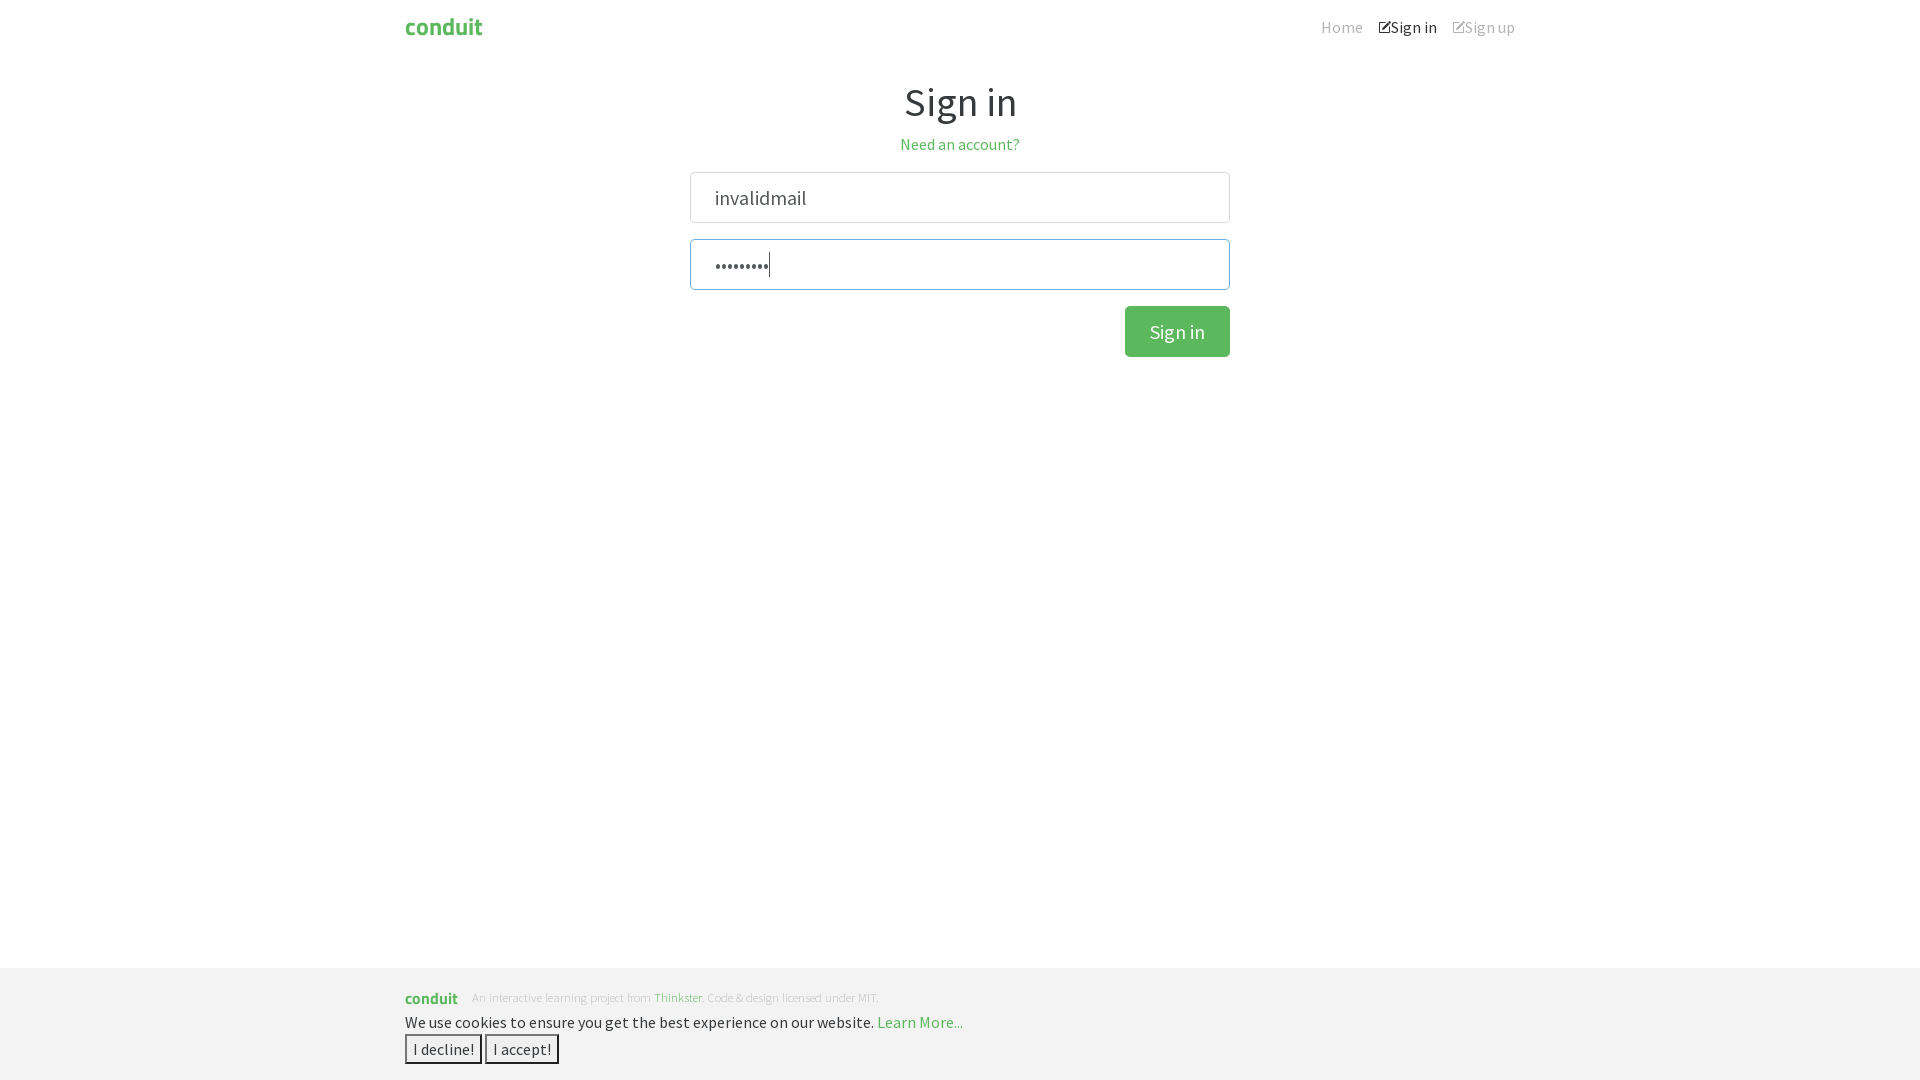 conduit
Home Sign in Sign up
Sign in
Need an account?
invalidmail
•••••••••
Sign in
conduit An interactive learning project from Thinkster. Code & design licensed under MIT.
We use cookies to ensure you get the best experience on our website. Learn More...
I decline! I accept!